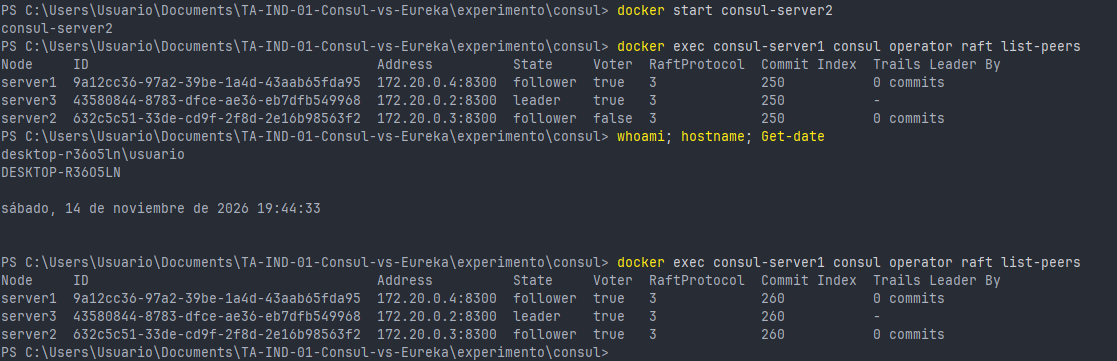 PS C:\Users\Usuario\Documents\TA-IND-01-Consul-vs-Eureka\experimento\consul> docker start consul-server2
consul-server2
PS C:\Users\Usuario\Documents\TA-IND-01-Consul-vs-Eureka\experimento\consul> docker exec consul-server1 consul operator raft list-peers
Node     ID                                    Address          State     Voter  RaftProtocol  Commit Index  Trails Leader By
server1  9a12cc36-97a2-39be-1a4d-43aab65fda95  172.20.0.4:8300  follower  true   3             250           0 commits
server3  43580844-8783-dfce-ae36-eb7dfb549968  172.20.0.2:8300  leader    true   3             250           -
server2  632c5c51-33de-cd9f-2f8d-2e16b98563f2  172.20.0.3:8300  follower  false  3             250           0 commits
PS C:\Users\Usuario\Documents\TA-IND-01-Consul-vs-Eureka\experimento\consul> whoami; hostname; Get-date
desktop-r36o5ln\usuario
DESKTOP-R36O5LN
sábado, 14 de noviembre de 2026 19:44:33
PS C:\Users\Usuario\Documents\TA-IND-01-Consul-vs-Eureka\experimento\consul> docker exec consul-server1 consul operator raft list-peers
Node     ID                                    Address          State     Voter  RaftProtocol  Commit Index  Trails Leader By
server1  9a12cc36-97a2-39be-1a4d-43aab65fda95  172.20.0.4:8300  follower  true   3             260           0 commits
server3  43580844-8783-dfce-ae36-eb7dfb549968  172.20.0.2:8300  leader    true   3             260           -
server2  632c5c51-33de-cd9f-2f8d-2e16b98563f2  172.20.0.3:8300  follower  true   3             260           0 commits
PS C:\Users\Usuario\Documents\TA-IND-01-Consul-vs-Eureka\experimento\consul>